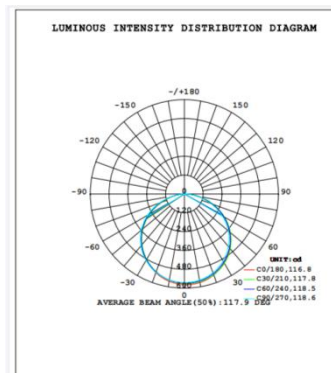 LUMINOUS INTENSITY DISTRIBUTION DIAGRAM
-/+180
-150 150
-120 120
-90 0 90
120
240
-60 360 60
480
UNIT:cd
C0/180,116.8
-30 600 30 C30/210,117.8
0 C60/240,118.5
C90/270,118.6
AVERAGE BEAM ANGLE(50%):117.9 DEG